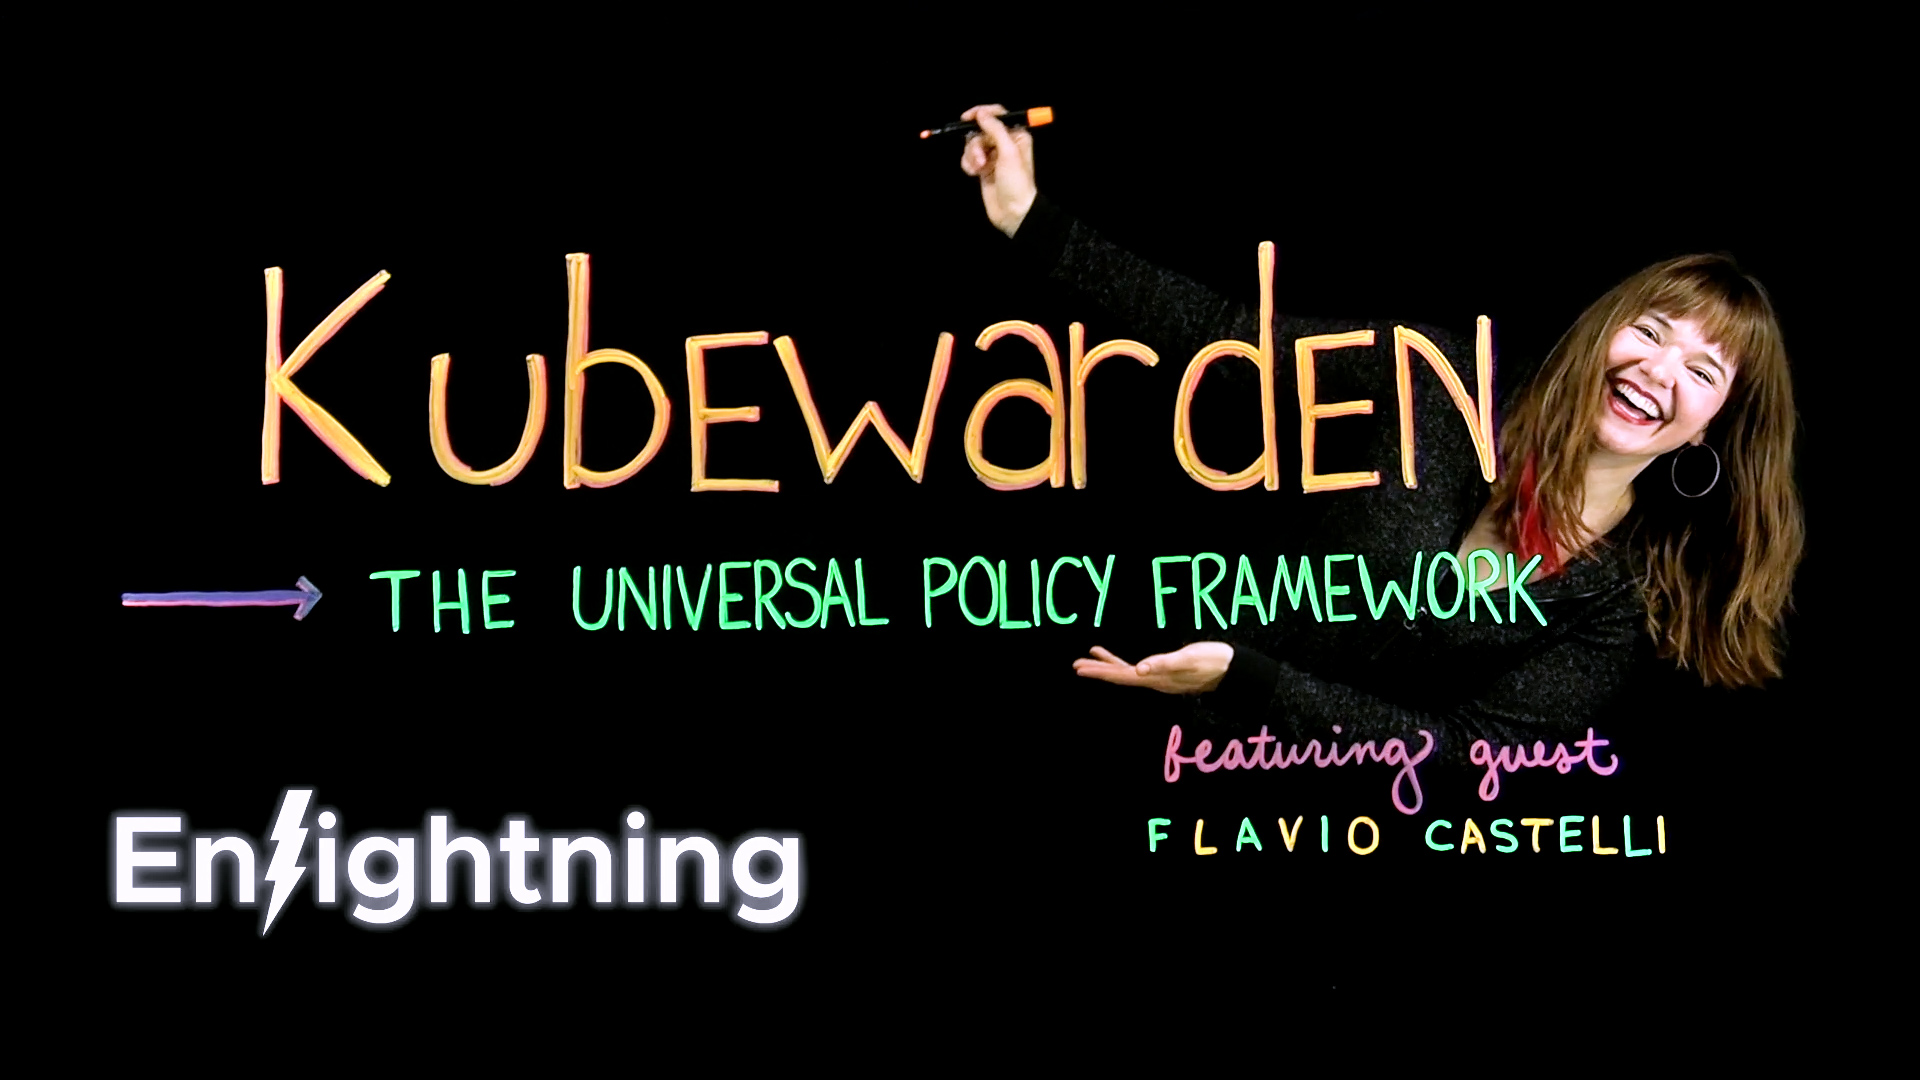 KubEwardEN
THE UNIVERSAL POLICY FRAMEWORK
featuring guest
FLAVIO CASTELLI
Enlightning